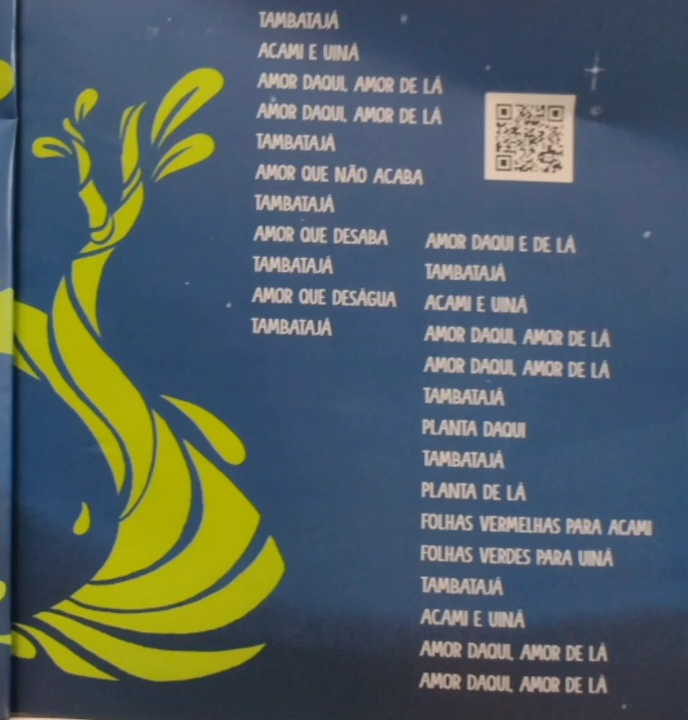 TAMBATAJÁ
ACAMI E UINÁ
AMOR DAQUI, AMOR DE LÁ
AMOR DAQUI, AMOR DE LÁ
TAMBATAJÁ
AMOR QUE NÃO ACABA
TAMBATAJÁ
AMOR QUE DESABA
TAMBATAJÁ
AMOR QUE DESÁGUA
TAMBATAJÁ
AMOR DAQUI E DE LÁ
TAMBATAJÁ
ACAMI E UINÁ
AMOR DAQUI, AMOR DE LÁ
AMOR DAQUI, AMOR DE LÁ
TAMBATAJÁ
PLANTA DAQUI
TAMBATAJÁ
PLANTA DE LÁ
FOLHAS VERMELHAS PARA ACAMI
FOLHAS VERDES PARA UINÁ
TAMBATAJÁ
ACAMI E UINÁ
AMOR DAQUI, AMOR DE LÁ
AMOR DAQUI, AMOR DE LÁ